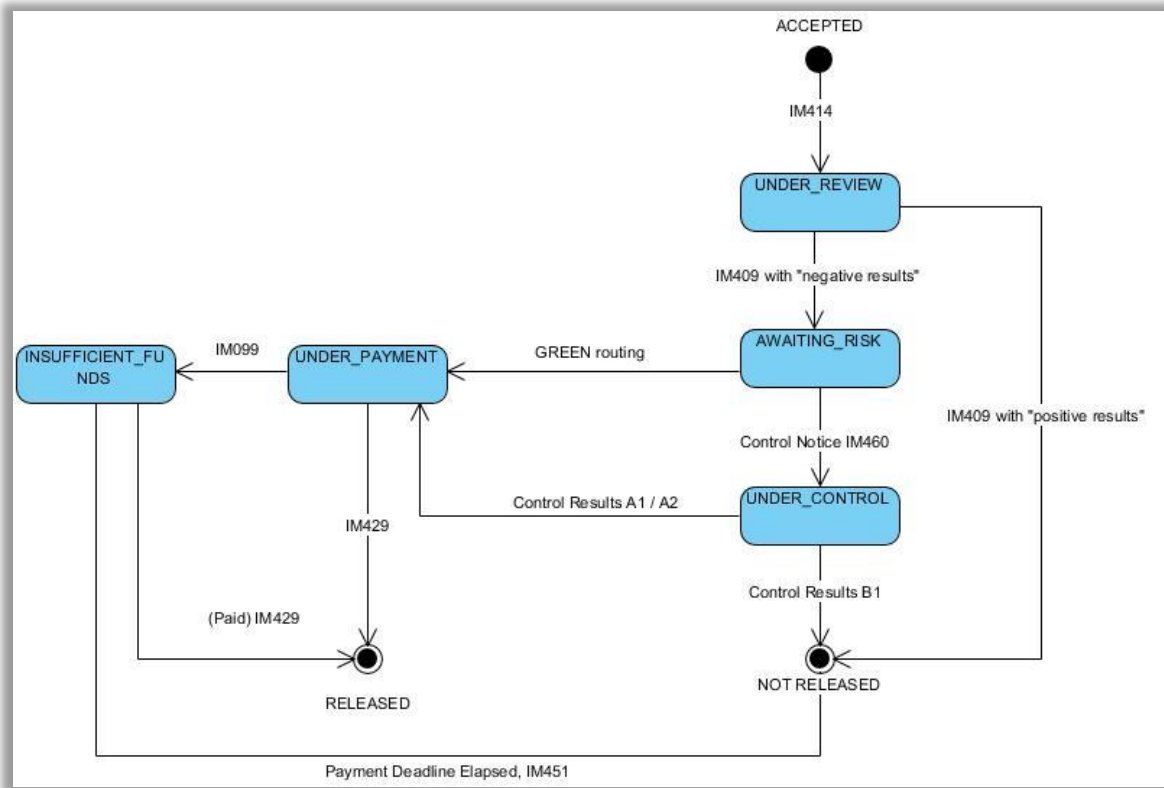 ACCEPTED
IM414
UNDER_REVIEW
IM409 with "negative results"
INSUFFICIENT_FU
NDS
IM099
UNDER_PAYMENT
GREEN routing
AWAITING_RISK
IM409 with "positive results"
Control Notice IM460
UNDER_CONTROL
Control Results A1 / A2
IM429
Control Results B1
(Paid) IM429
RELEASED
NOT RELEASED
Payment Deadline Elapsed, IM451